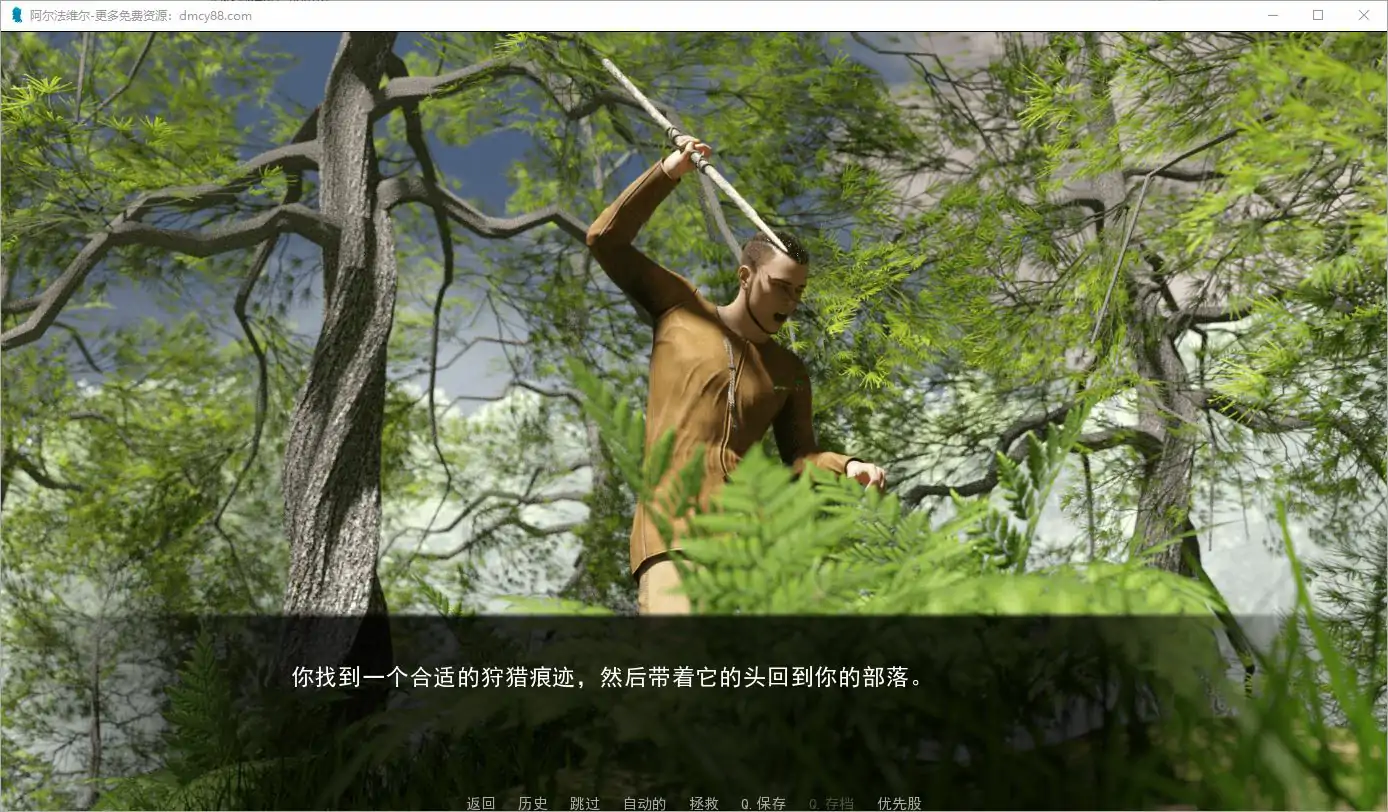 阿尔法维尔-更多免费资源：dmcy88.com
你找到一个合适的狩猎痕迹，然后带着它的头回到你的部落。
返回 历史 跳过 自动的 拯救 Q.保存 Q.存档 优先股